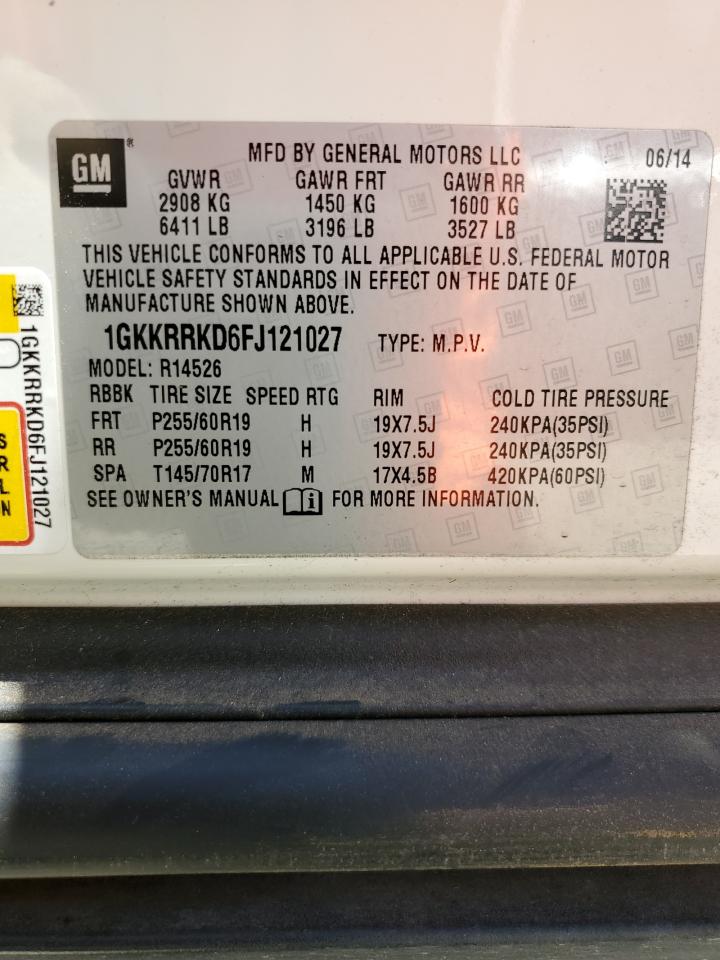 GM
MFD BY GENERAL MOTORS LLC 06/14
GVWR GAWR FRT GAWR RR
2908 KG 1450 KG 1600 KG
6411 LB 3196 LB 3527 LB
THIS VEHICLE CONFORMS TO ALL APPLICABLE U.S. FEDERAL MOTOR
VEHICLE SAFETY STANDARDS IN EFFECT ON THE DATE OF
MANUFACTURE SHOWN ABOVE.
1GKKRRKD6FJ121027 TYPE: M.P.V.
MODEL: R14526
RBBK TIRE SIZE SPEED RTG RIM COLD TIRE PRESSURE
FRT P255/60R19 H 19X7.5J 240KPA(35PSI)
RR P255/60R19 H 19X7.5J 240KPA(35PSI)
SPA T145/70R17 M 17X4.5B 420KPA(60PSI)
SEE OWNER'S MANUAL i FOR MORE INFORMATION.
1GKKRRKD6FJ121027